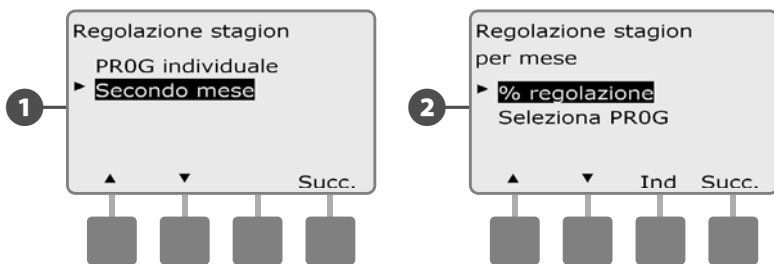 Regolazione stagion
PR0G individuale
Secondo mese
Succ.
1
Regolazione stagion
per mese
% regolazione
Seleziona PR0G
Ind Succ.
2